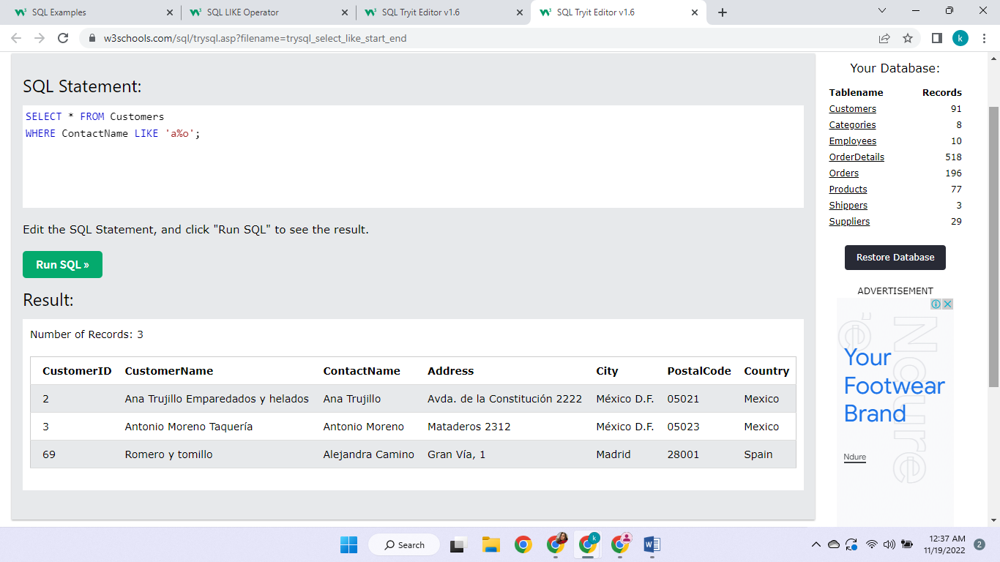 SQL Examples
SQL LIKE Operator
SQL Tryit Editor v1.6
SQL Tryit Editor v1.6
w3schools.com/sql/trysql.asp?filename=trysql_select_like_start_end
k
SQL Statement:
SELECT * FROM Customers
WHERE ContactName LIKE 'a%o';
Edit the SQL Statement, and click "Run SQL" to see the result.
Run SQL »
Result:
Number of Records: 3
CustomerID CustomerName ContactName Address City PostalCode Country
2 Ana Trujillo Emparedados y helados Ana Trujillo Avda. de la Constitución 2222 México D.F. 05021 Mexico
3 Antonio Moreno Taquería Antonio Moreno Mataderos 2312 México D.F. 05023 Mexico
69 Romero y tomillo Alejandra Camino Gran Vía, 1 Madrid 28001 Spain
Your Database:
Tablename Records
Customers 91
Categories 8
Employees 10
OrderDetails 518
Orders 196
Products 77
Shippers 3
Suppliers 29
Restore Database
ADVERTISEMENT
Your
Footwear
Brand
Ndure
Search
k
12:37 AM
11/19/2022
2